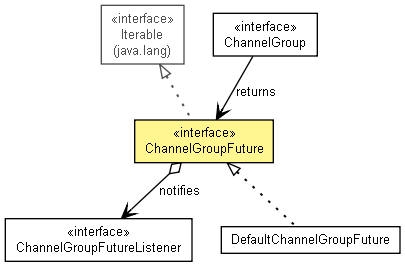 «interface»
Iterable
(java.lang)
«interface»
ChannelGroup
returns
«interface»
ChannelGroupFuture
notifies
«interface»
ChannelGroupFutureListener
DefaultChannelGroupFuture